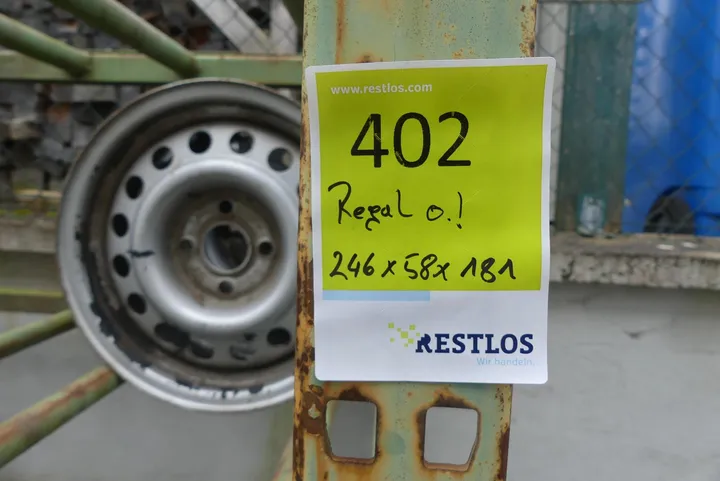 www.restlos.com
402
Regal o.!
246 x 58 x 181
RESTLOS
Wir handeln.